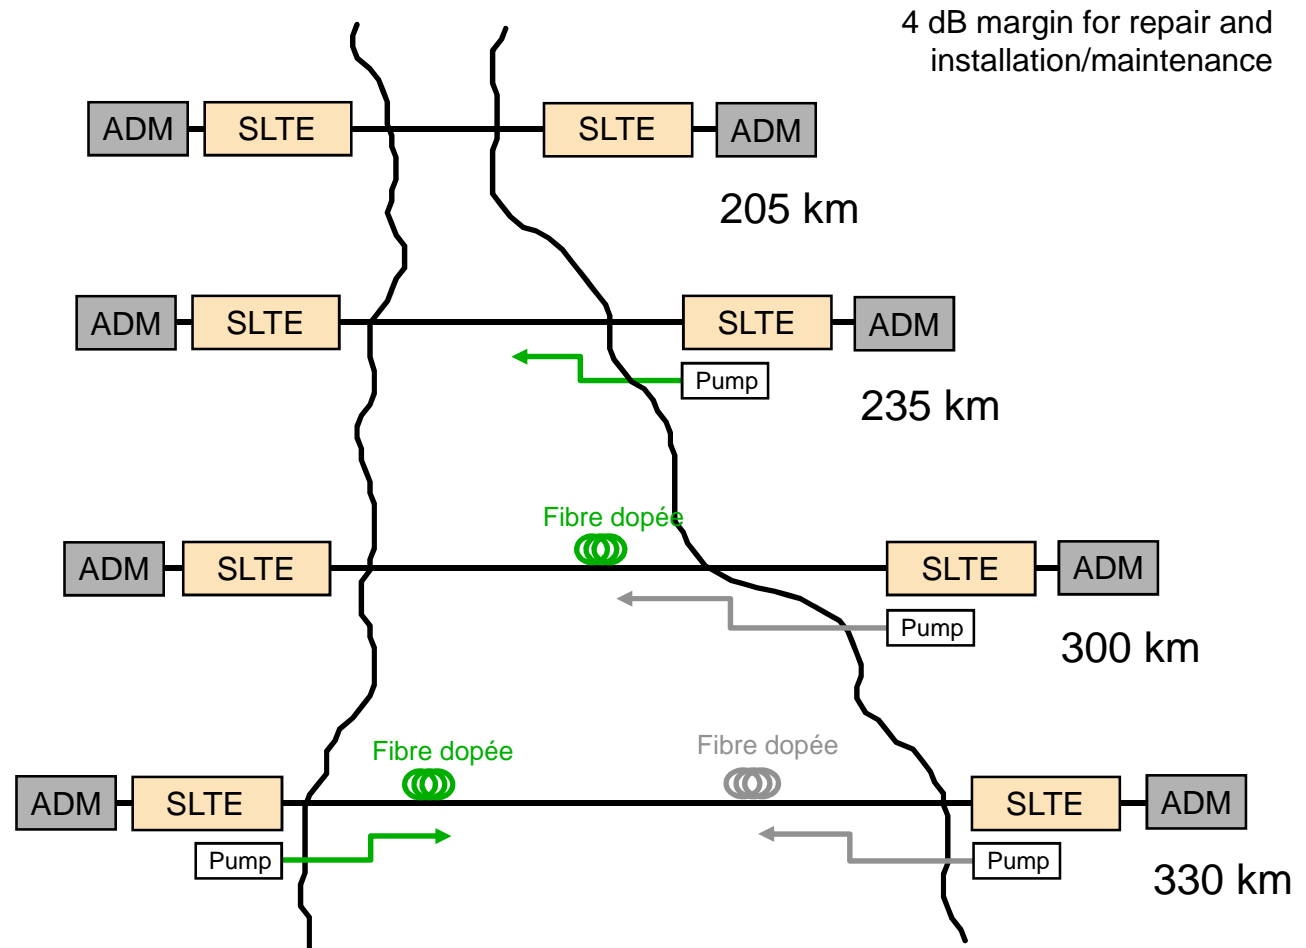 4 dB margin for repair and
installation/maintenance
ADM SLTE SLTE ADM
205 km
ADM SLTE SLTE ADM
Pump
235 km
Fibre dopée
ADM SLTE SLTE ADM
Pump
300 km
Fibre dopée Fibre dopée
ADM SLTE SLTE ADM
Pump Pump
330 km